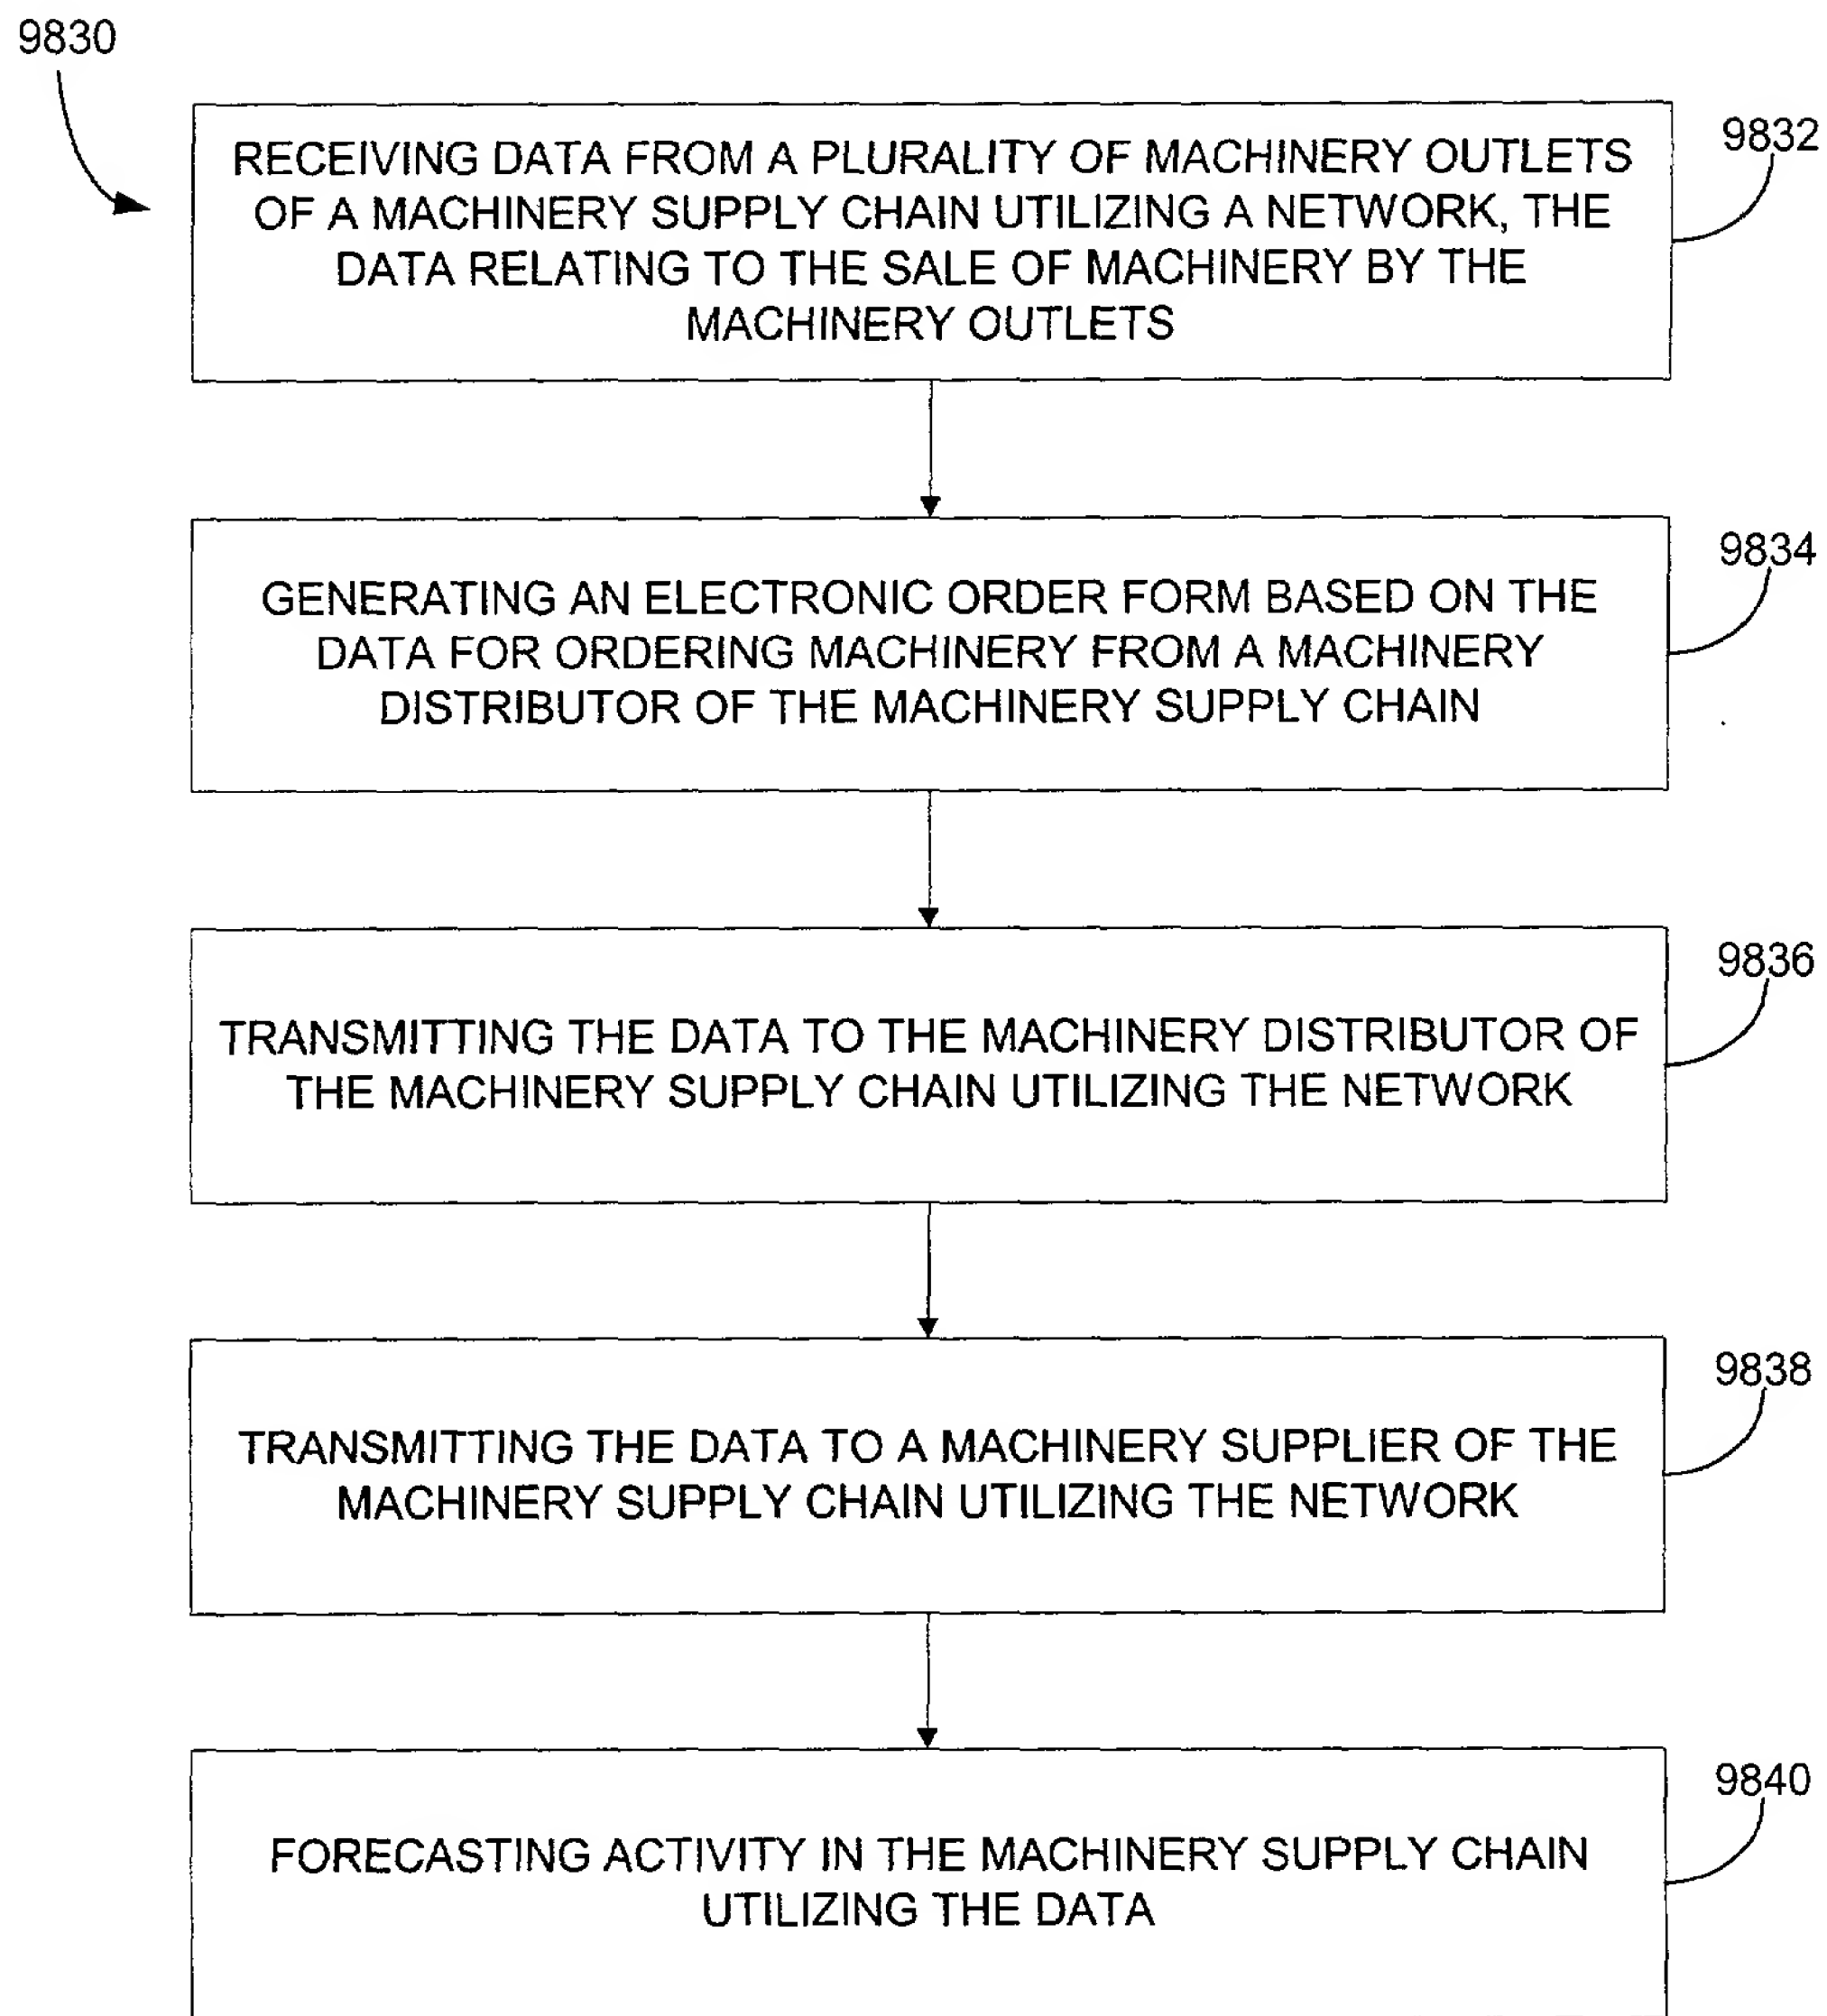 9830
RECEIVING DATA FROM A PLURALITY OF MACHINERY OUTLETS
OF A MACHINERY SUPPLY CHAIN UTILIZING A NETWORK, THE
DATA RELATING TO THE SALE OF MACHINERY BY THE
MACHINERY OUTLETS
9832
GENERATING AN ELECTRONIC ORDER FORM BASED ON THE
DATA FOR ORDERING MACHINERY FROM A MACHINERY
DISTRIBUTOR OF THE MACHINERY SUPPLY CHAIN
9834
TRANSMITTING THE DATA TO THE MACHINERY DISTRIBUTOR OF
THE MACHINERY SUPPLY CHAIN UTILIZING THE NETWORK
9836
TRANSMITTING THE DATA TO A MACHINERY SUPPLIER OF THE
MACHINERY SUPPLY CHAIN UTILIZING THE NETWORK
9838
FORECASTING ACTIVITY IN THE MACHINERY SUPPLY CHAIN
UTILIZING THE DATA
9840